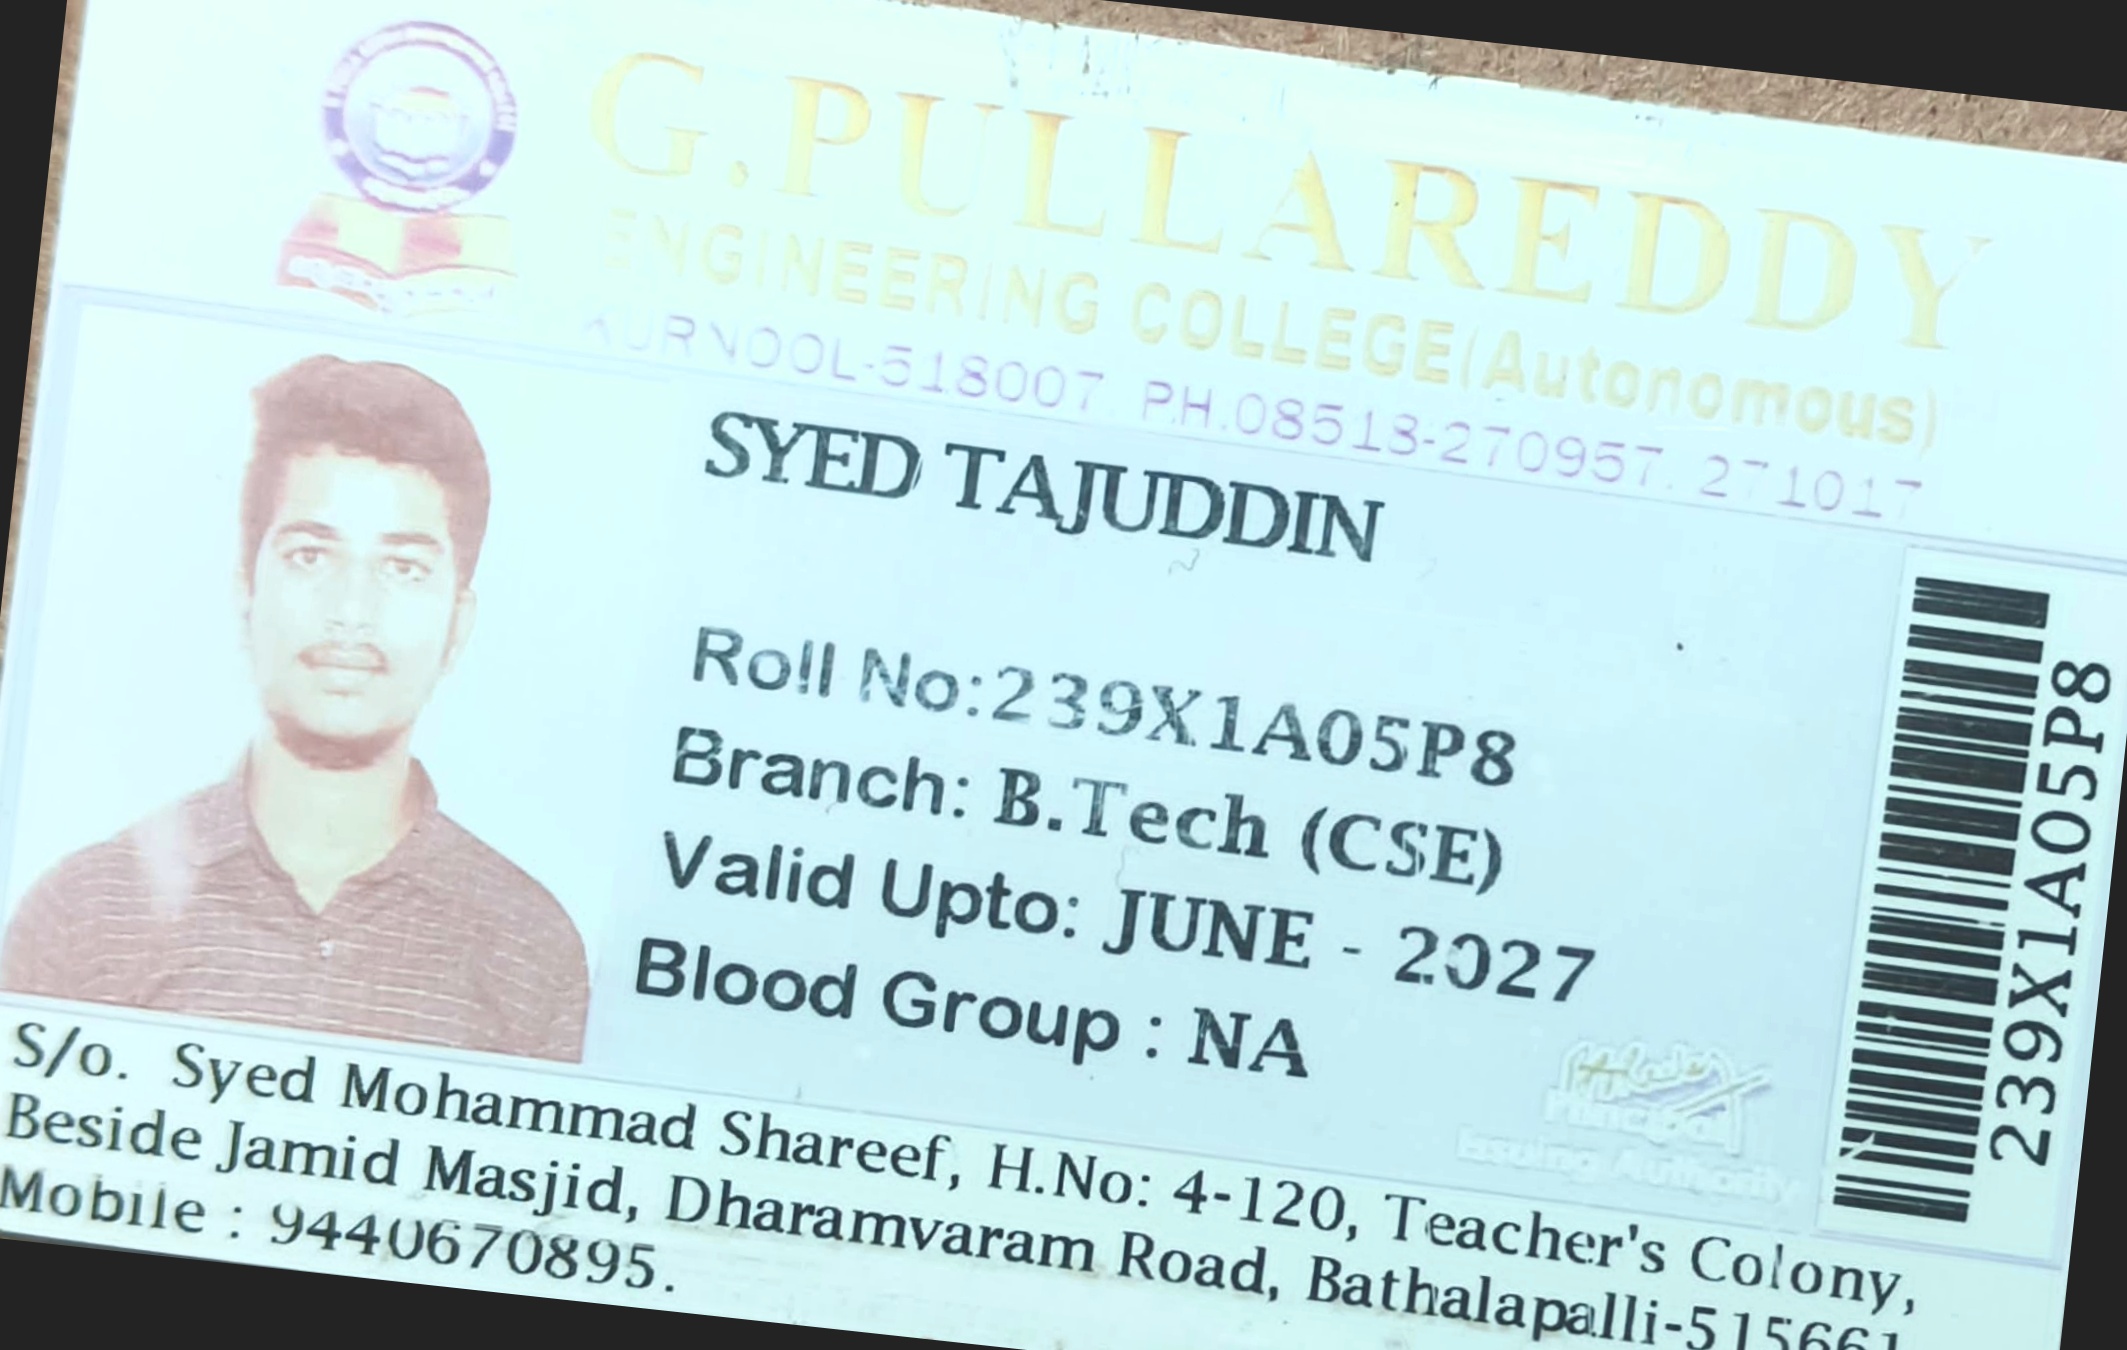 G.PULLAREDDY
ENGINEERING COLLEGE(Autonomous)
KURNOOL-518007 PH.08518-270957. 271017
SYED TAJUDDIN
Roll No:239X1A05P8
Branch: B.Tech (CSE)
Valid Upto: JUNE - 2027
Blood Group : NA
Principal
Issuing Authority
239X1A05P8
S/o. Syed Mohammad Shareef, H.No: 4-120, Teacher's Colony,
Beside Jamid Masjid, Dharamvaram Road, Bathalapalli-515661
Mobile : 9440670895.